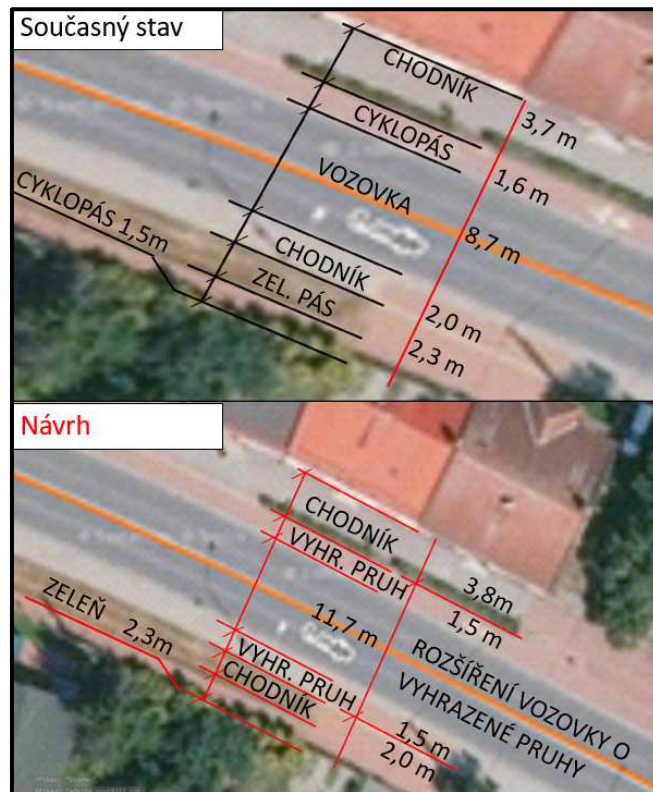 Současný stav
CHODNÍK
3,7 m
CYKLOPÁS
1,6 m
VOZOVKA
8,7 m
CYKLOPÁS 1,5m
CHODNÍK
2,0 m
ZEL. PÁS
2,3 m
Návrh
CHODNÍK
3,8m
VYHR. PRUH
1,5 m
11,7 m
ZELEŇ 2,3m
ROZŠÍŘENÍ VOZOVKY O
VYHRAZENÉ PRUHY
VYHR. PRUH
1,5 m
CHODNÍK
2,0 m